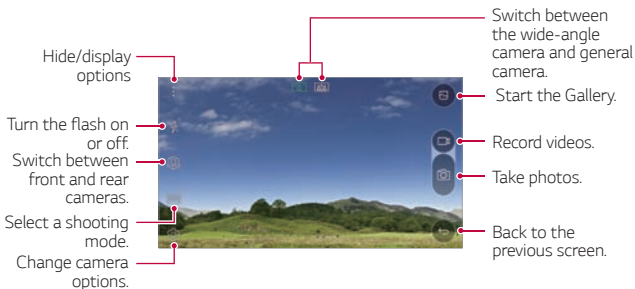 Hide/display
options
Turn the flash on
or off.
Switch between
front and rear
cameras.
Select a shooting
mode.
Change camera
options.
Switch between
the wide-angle
camera and general
camera.
Start the Gallery.
Record videos.
Take photos.
Back to the
previous screen.